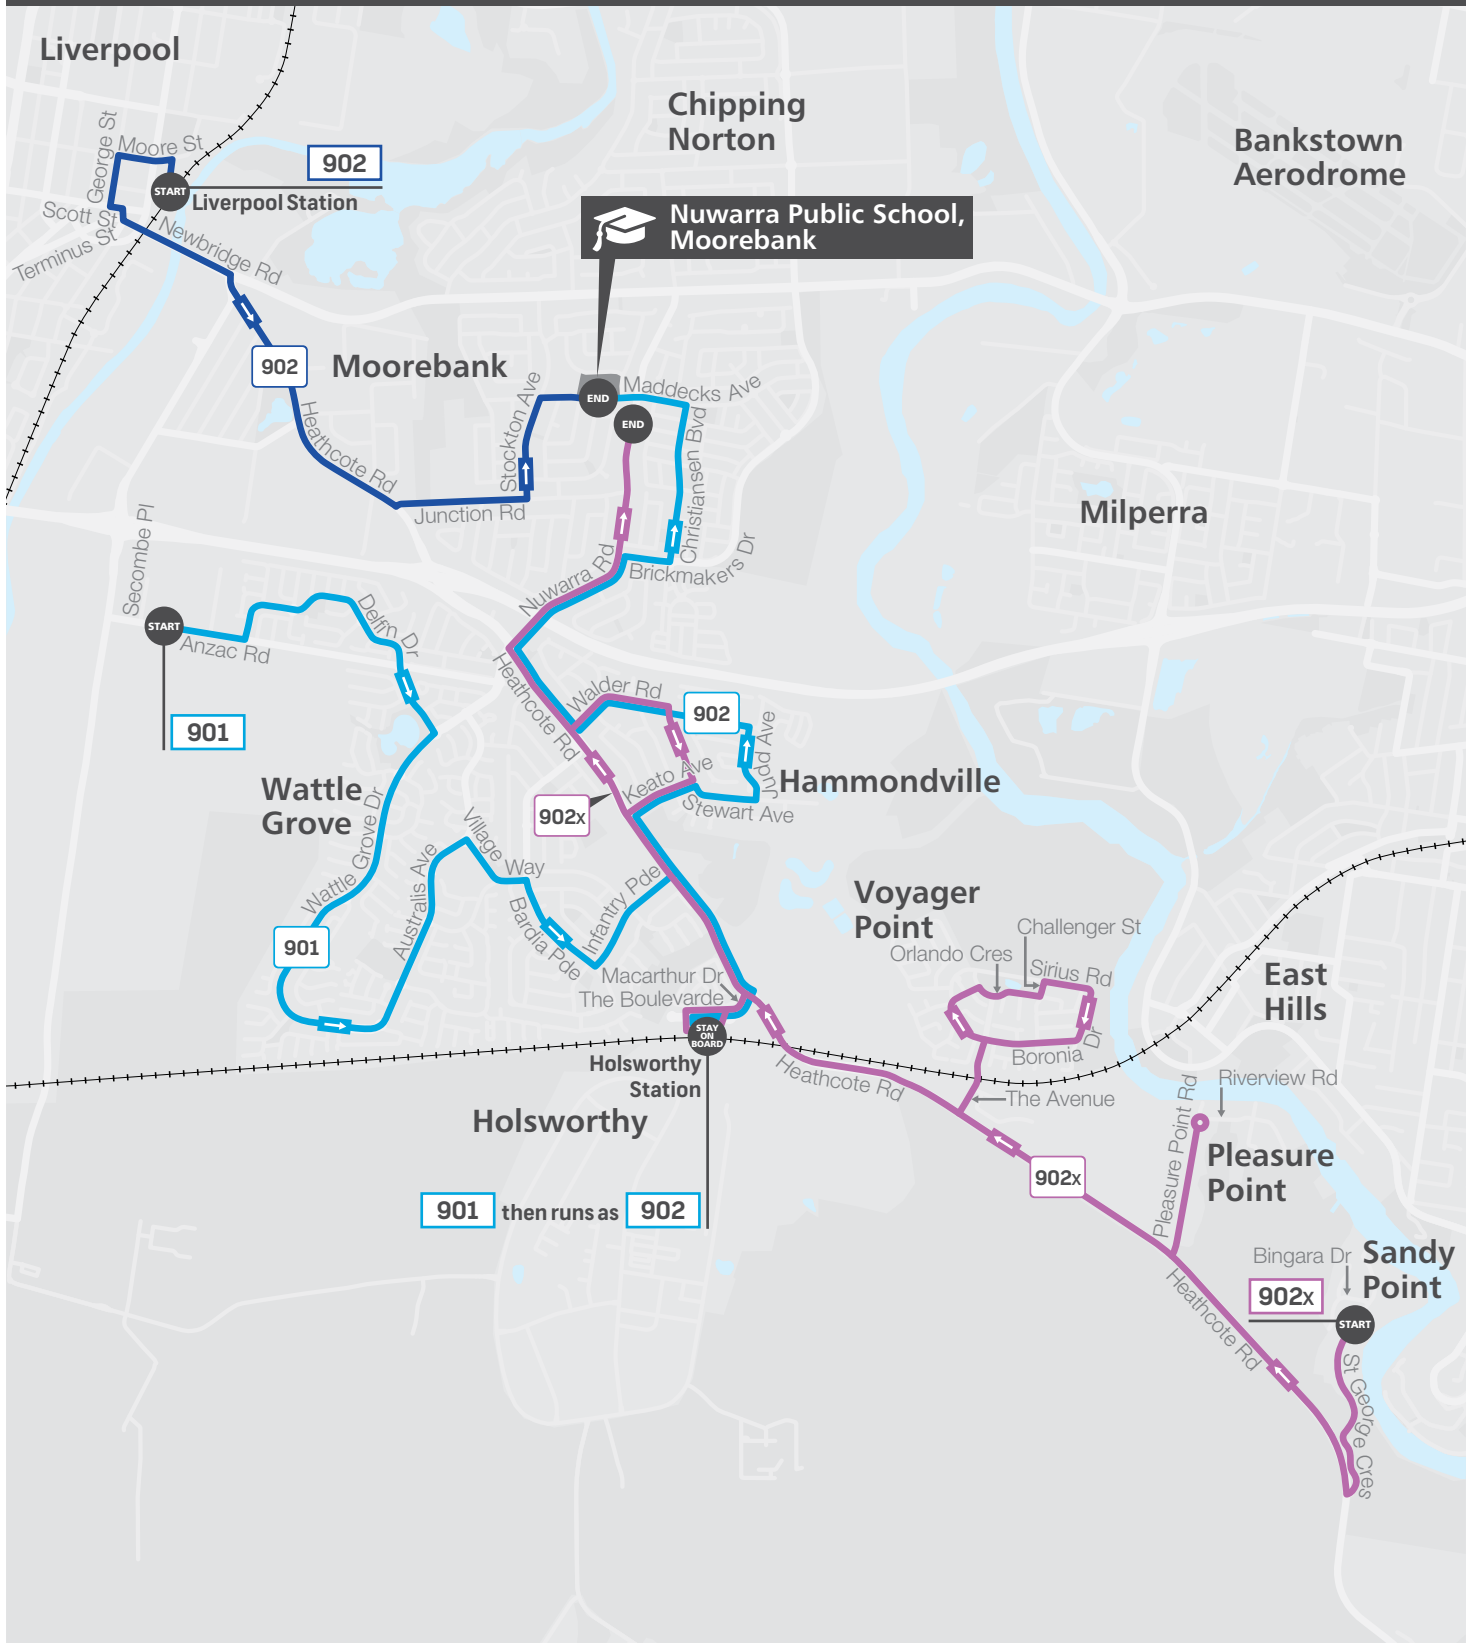 Liverpool
Chipping
Norton
Bankstown
Aerodrome
George St
Moore St
902
START
Liverpool Station
Scott St
Terminus St
Newbridge Rd
Nuwarra Public School,
Moorebank
902
Moorebank
Heathcote Rd
Junction Rd
Stockton Ave
END
Maddecks Ave
END
Christiansen Bvd
Brickmakers Dr
Nuwarra Rd
Milperra
Secombe Pl
START
Anzac Rd
Delfin Dr
901
Heathcote Rd
Walder Rd
902
Judd Ave
Keato Ave
Stewart Ave
Hammondville
902X
Wattle
Grove
Wattle Grove Dr
Village Way
Australis Ave
Bardia Pde
Infantry Pde
901
Voyager
Point
Challenger St
Orlando Cres
Sirius Rd
Boronia Dr
East
Hills
Macarthur Dr
The Boulevarde
STAY
ON
BOARD
Holsworthy
Station
Holsworthy
Heathcote Rd
The Avenue
Riverview Rd
Pleasure Point Rd
Pleasure
Point
902X
901 then runs as 902
Bingara Dr
Sandy
Point
902X
START
Heathcote Rd
St George Cres